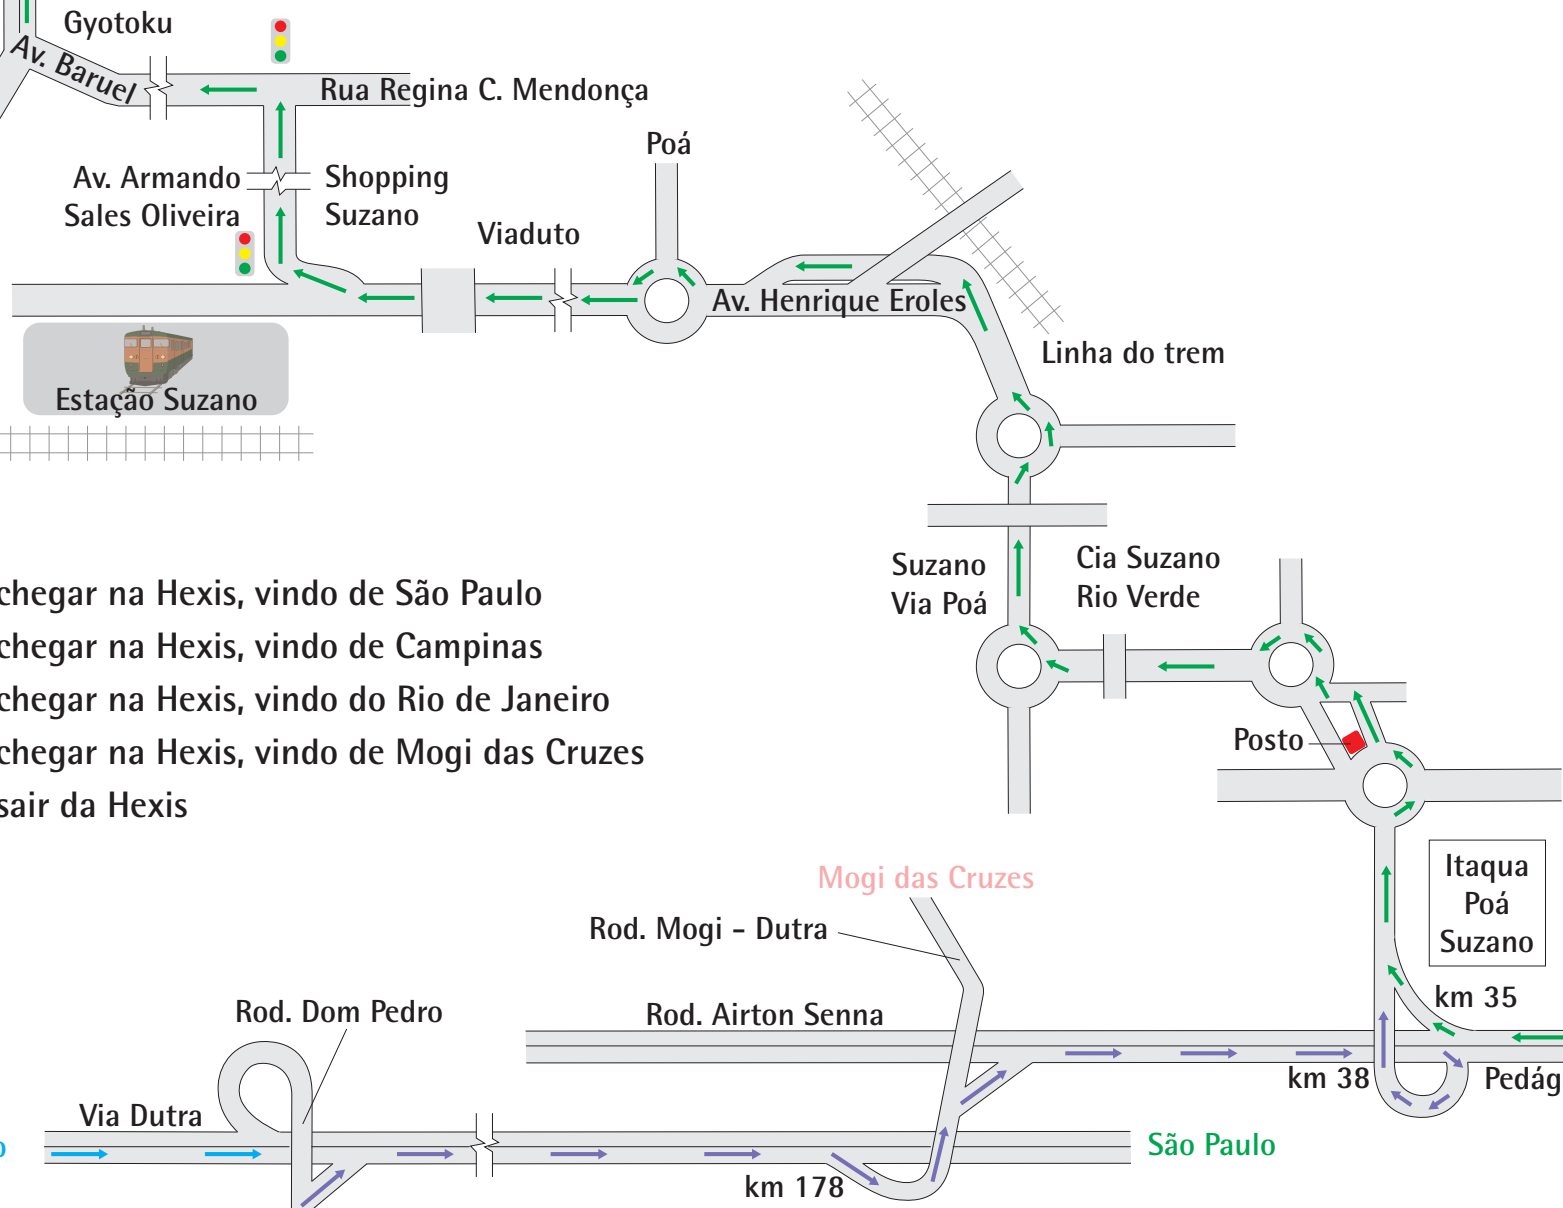 Gyotoku
Av. Baruel
Rua Regina C. Mendonça
Poá
Av. Armando
Sales Oliveira
Shopping
Suzano
Viaduto
Av. Henrique Eroles
Linha do trem
Estação Suzano
Suzano
Via Poá
Cia Suzano
Rio Verde
chegar na Hexis, vindo de São Paulo
chegar na Hexis, vindo de Campinas
chegar na Hexis, vindo do Rio de Janeiro
chegar na Hexis, vindo de Mogi das Cruzes
sair da Hexis
Posto
Itaqua
Poá
Suzano
Mogi das Cruzes
Rod. Mogi - Dutra
km 35
Rod. Dom Pedro
Rod. Airton Senna
km 38
Pedág
Via Dutra
o
São Paulo
km 178